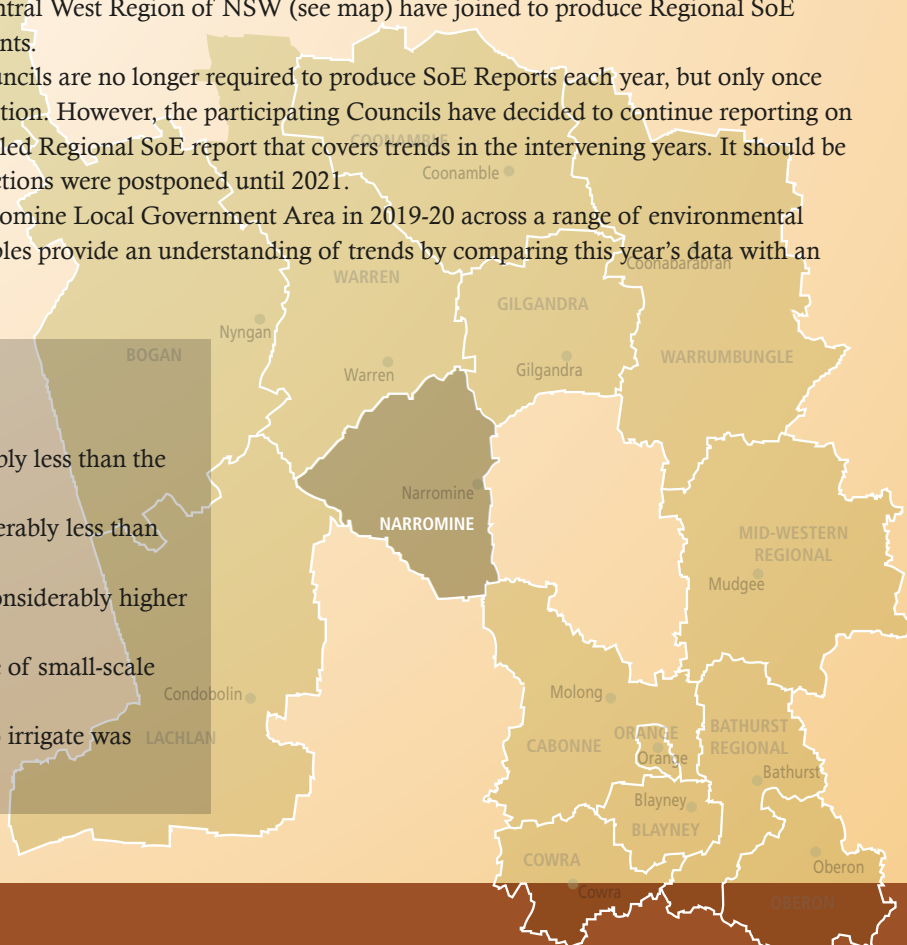 ntral West Region of NSW (see map) have joined to produce Regional SoE
nts.
uncils are no longer required to produce SoE Reports each year, but only once
tion. However, the participating Councils have decided to continue reporting on
led Regional SoE report that covers trends in the intervening years. It should be
ctions were postponed until 2021.
omine Local Government Area in 2019-20 across a range of environmental
bles provide an understanding of trends by comparing this year's data with an
COONAMBLE
Coonamble
Coonabarabran
WARREN
GILGANDRA
Nyngan
BOGAN
WARRUMBUNGLE
Warren
Gilgandra
bly less than the
Narromine
NARROMINE
erably less than
MID-WESTERN
REGIONAL
Mudgee
onsiderably higher
e of small-scale
Condobolin
Molong
o irrigate was
LACHLAN
ORANGE
BATHURST
REGIONAL
CABONNE
Orange
Bathurst
Blayney
BLAYNEY
COWRA
Oberon
Cowra
OBERON